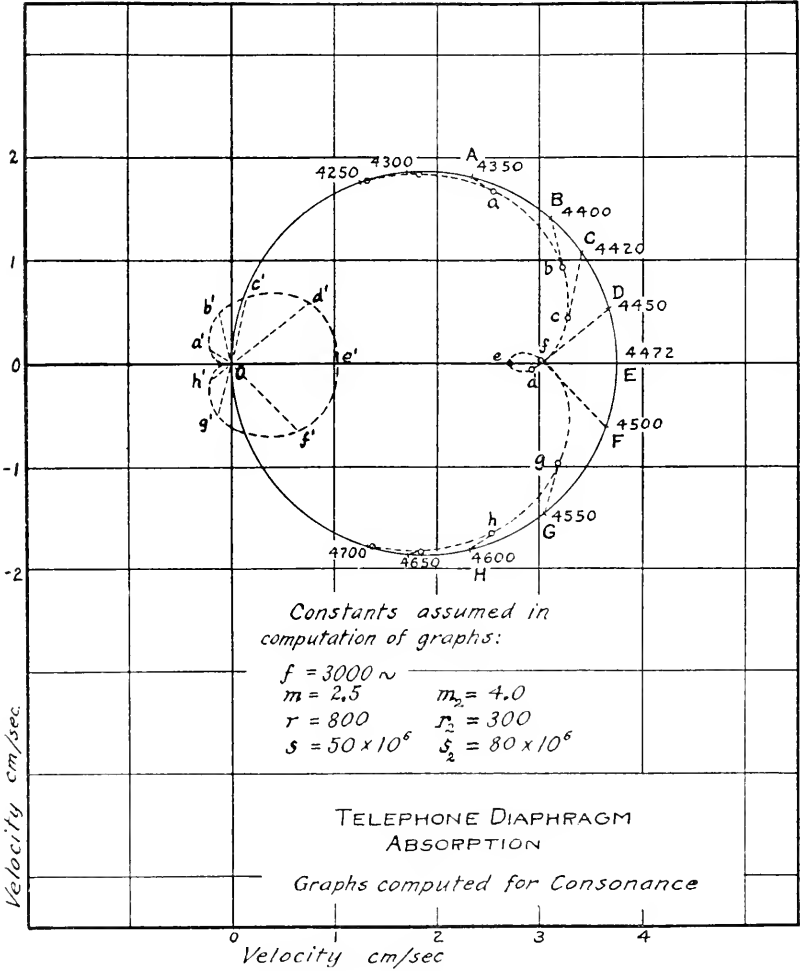 2
1
0
-1
-2
4250
4300
A 4350
a
B 4400
b
C 4420
c
D 4450
4472
E
4500
F
e
s
d
g
4550
G
h
4600
H
4650
4700
a'
b'
c'
d'
e'
f'
g'
h'
O
Constants assumed in
computation of graphs:
f = 3000 ~
m = 2.5 m₂ = 4.0
r = 800 r₂ = 300
s = 50 × 10⁶ s₂ = 80 × 10⁶
TELEPHONE DIAPHRAGM
ABSORPTION
Graphs computed for Consonance
Velocity cm/sec.
0 1 2 3 4
Velocity cm/sec